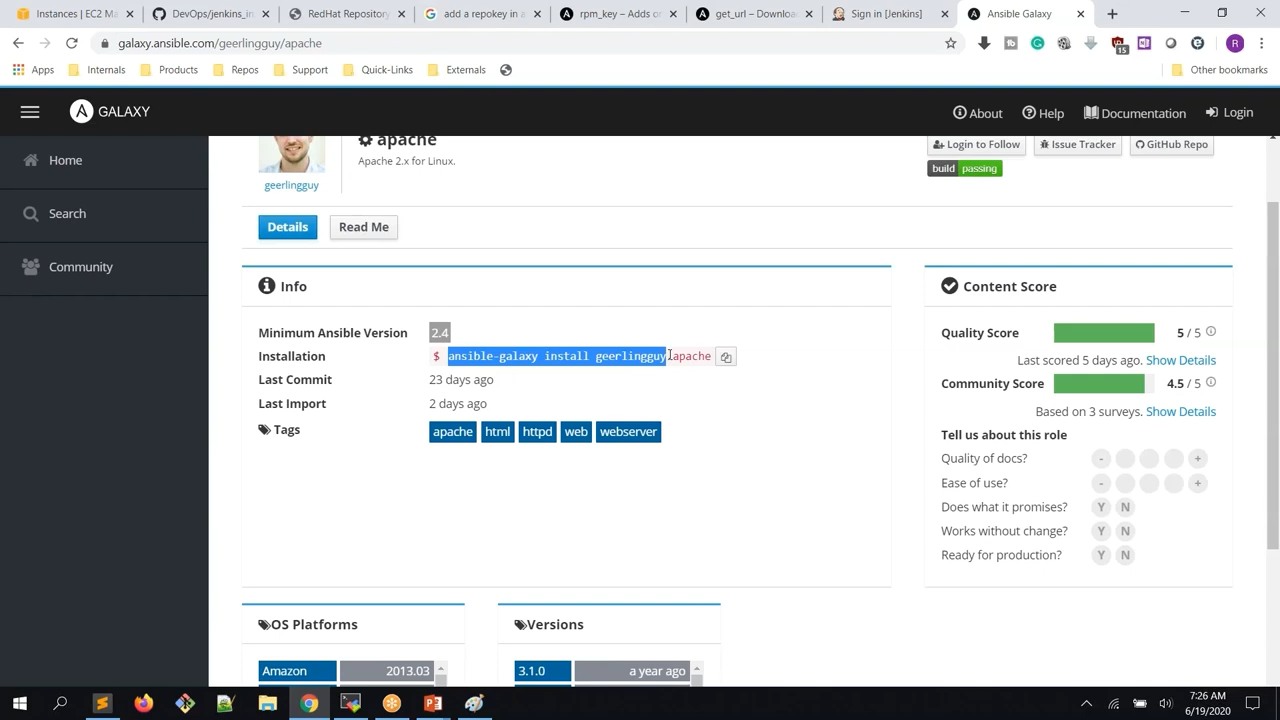 Instances | EC2 Ma
DevOps/jenkins_in
RedHat Repository
add a repokey in a
rpm_key – Adds or
get_url – Downloa
Sign in [Jenkins]
Ansible Galaxy
galaxy.ansible.com/geerlingguy/apache
15
R
Apps
Internals
Products
Repos
Support
Quick-Links
Externals
Other bookmarks
GALAXY
About
Help
Documentation
Login
Home
Search
Community
apache
Apache 2.x for Linux.
geerlingguy
Login to Follow
Issue Tracker
GitHub Repo
build passing
Details
Read Me
Info
Minimum Ansible Version 2.4
Installation $ ansible-galaxy install geerlingguy.apache
Last Commit 23 days ago
Last Import 2 days ago
Tags apache html httpd web webserver
Content Score
Quality Score 5 / 5
Last scored 5 days ago. Show Details
Community Score 4.5 / 5
Based on 3 surveys. Show Details
Tell us about this role
Quality of docs? - +
Ease of use? - +
Does what it promises? Y N
Works without change? Y N
Ready for production? Y N
OS Platforms
Amazon 2013.03
Versions
3.1.0 a year ago
7:26 AM
6/19/2020